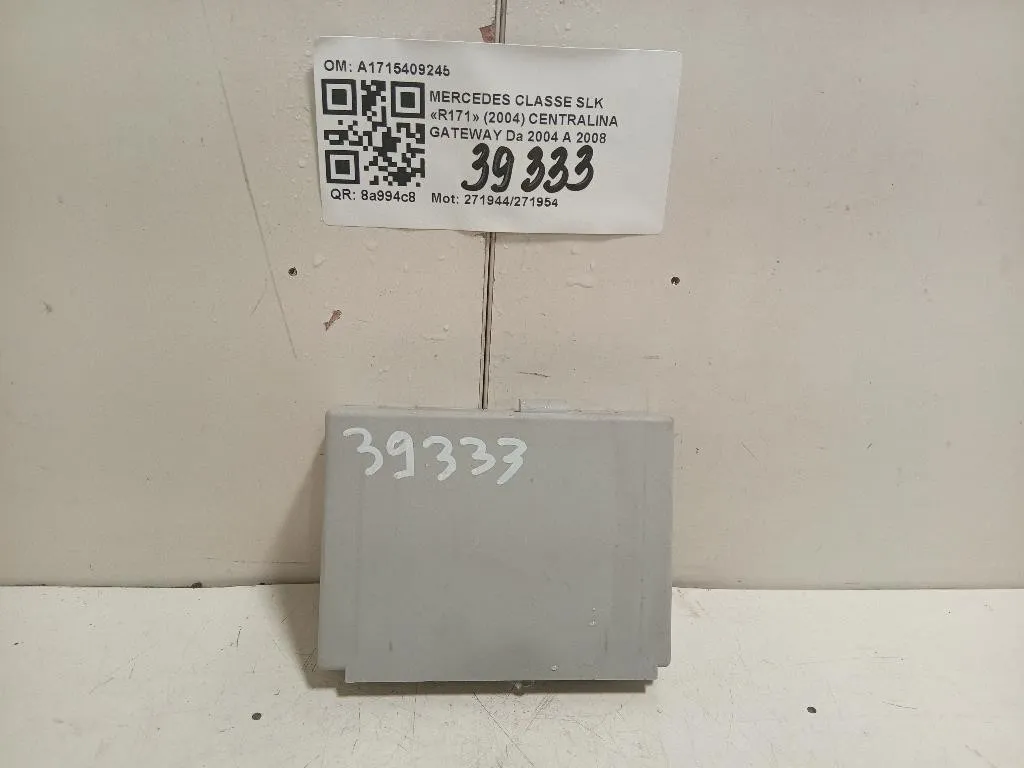 OM: A1715409245
MERCEDES CLASSE SLK
«R171» (2004) CENTRALINA
GATEWAY Da 2004 A 2008
39 333
QR: 8a994c8 Mot: 271944/271954
39333